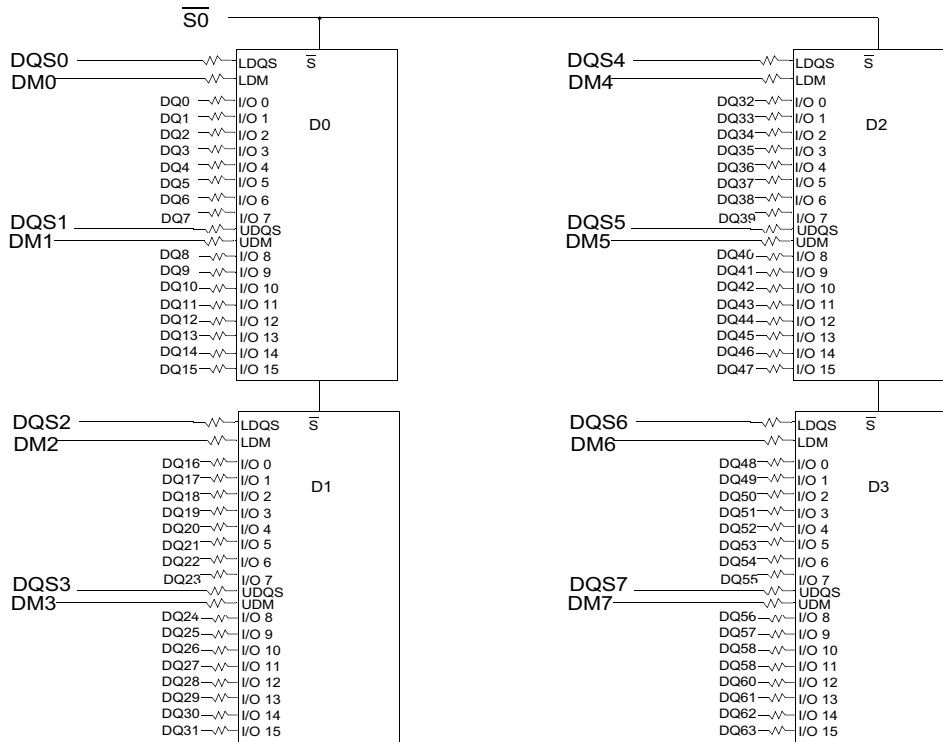 S0
DQS0
LDQS
S
DM0
LDM
DQ0 I/O 0
DQ1 I/O 1
D0
DQ2 I/O 2
DQ3 I/O 3
DQ4 I/O 4
DQ5 I/O 5
DQ6 I/O 6
DQ7 I/O 7
DQS1 UDQS
DM1 UDM
DQ8 I/O 8
DQ9 I/O 9
DQ10 I/O 10
DQ11 I/O 11
DQ12 I/O 12
DQ13 I/O 13
DQ14 I/O 14
DQ15 I/O 15
DQS4
LDQS
S
DM4
LDM
DQ32 I/O 0
DQ33 I/O 1
D2
DQ34 I/O 2
DQ35 I/O 3
DQ36 I/O 4
DQ37 I/O 5
DQ38 I/O 6
DQ39 I/O 7
DQS5 UDQS
DM5 UDM
DQ40 I/O 8
DQ41 I/O 9
DQ42 I/O 10
DQ43 I/O 11
DQ44 I/O 12
DQ45 I/O 13
DQ46 I/O 14
DQ47 I/O 15
DQS2
LDQS
S
DM2
LDM
DQ16 I/O 0
DQ17 I/O 1
D1
DQ18 I/O 2
DQ19 I/O 3
DQ20 I/O 4
DQ21 I/O 5
DQ22 I/O 6
DQ23 I/O 7
DQS3 UDQS
DM3 UDM
DQ24 I/O 8
DQ25 I/O 9
DQ26 I/O 10
DQ27 I/O 11
DQ28 I/O 12
DQ29 I/O 13
DQ30 I/O 14
DQ31 I/O 15
DQS6
LDQS
S
DM6
LDM
DQ48 I/O 0
DQ49 I/O 1
D3
DQ50 I/O 2
DQ51 I/O 3
DQ52 I/O 4
DQ53 I/O 5
DQ54 I/O 6
DQ55 I/O 7
DQS7 UDQS
DM7 UDM
DQ56 I/O 8
DQ57 I/O 9
DQ58 I/O 10
DQ58 I/O 11
DQ60 I/O 12
DQ61 I/O 13
DQ62 I/O 14
DQ63 I/O 15